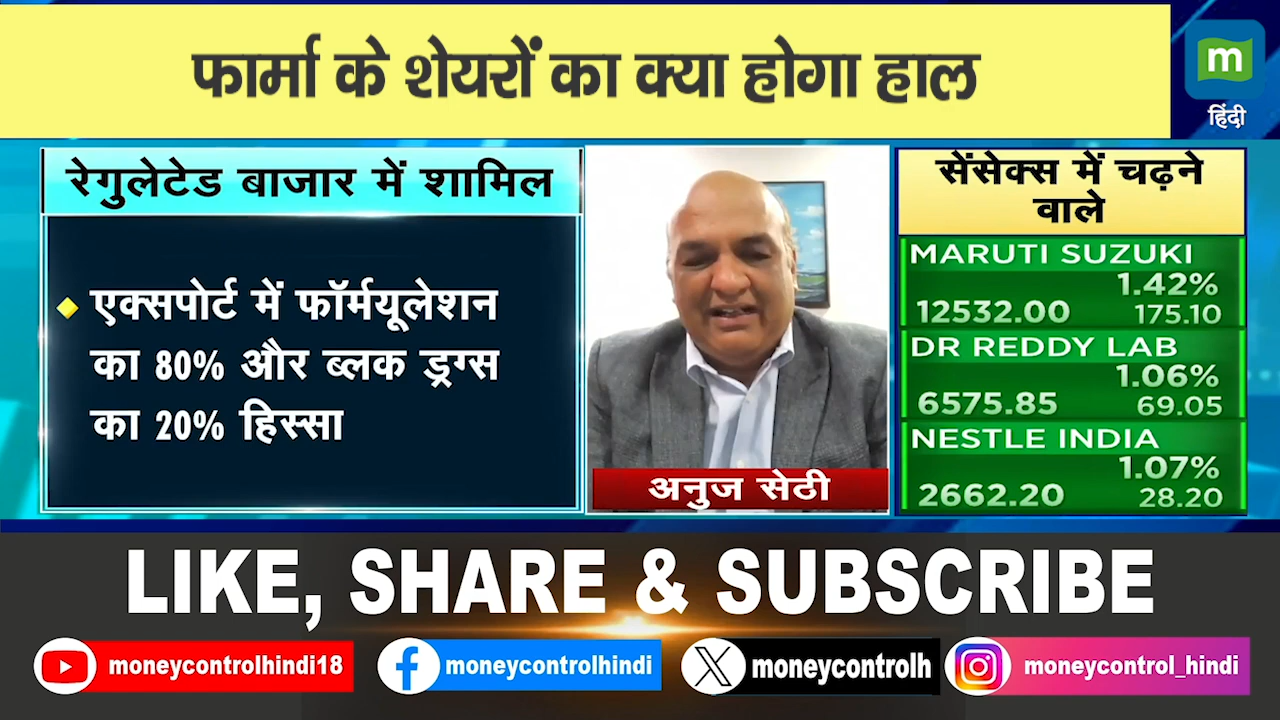 फार्मा के शेयरों का क्या होगा हाल
m
हिंदी
रेगुलेटेड बाजार में शामिल
एक्सपोर्ट में फॉर्मयूलेशन
का 80% और ब्लक ड्रग्स
का 20% हिस्सा
अनुज सेठी
सेंसेक्स में चढ़ने
वाले
MARUTI SUZUKI
1.42%
12532.00 175.10
DR REDDY LAB
1.06%
6575.85 69.05
NESTLE INDIA
1.07%
2662.20 28.20
LIKE, SHARE & SUBSCRIBE
moneycontrolhindi18
moneycontrolhindi
moneycontrolh
moneycontrol_hindi